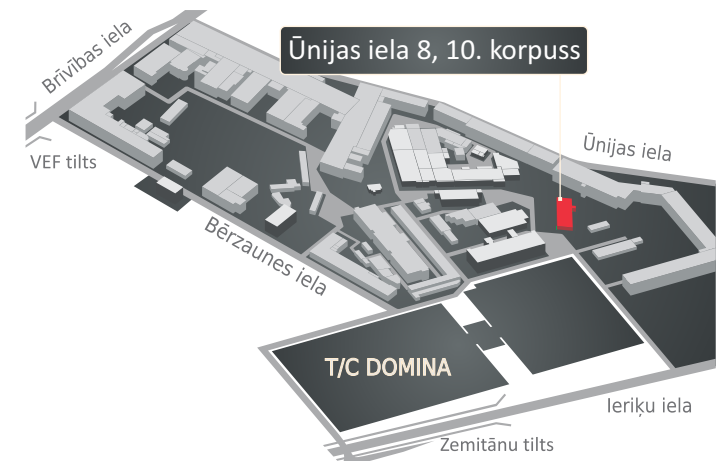 Brīvības iela
Ūnijas iela 8, 10. korpuss
Ūnijas iela
VEF tilts
Bērzaunes iela
T/C DOMINA
Ieriķu iela
Zemitānu tilts